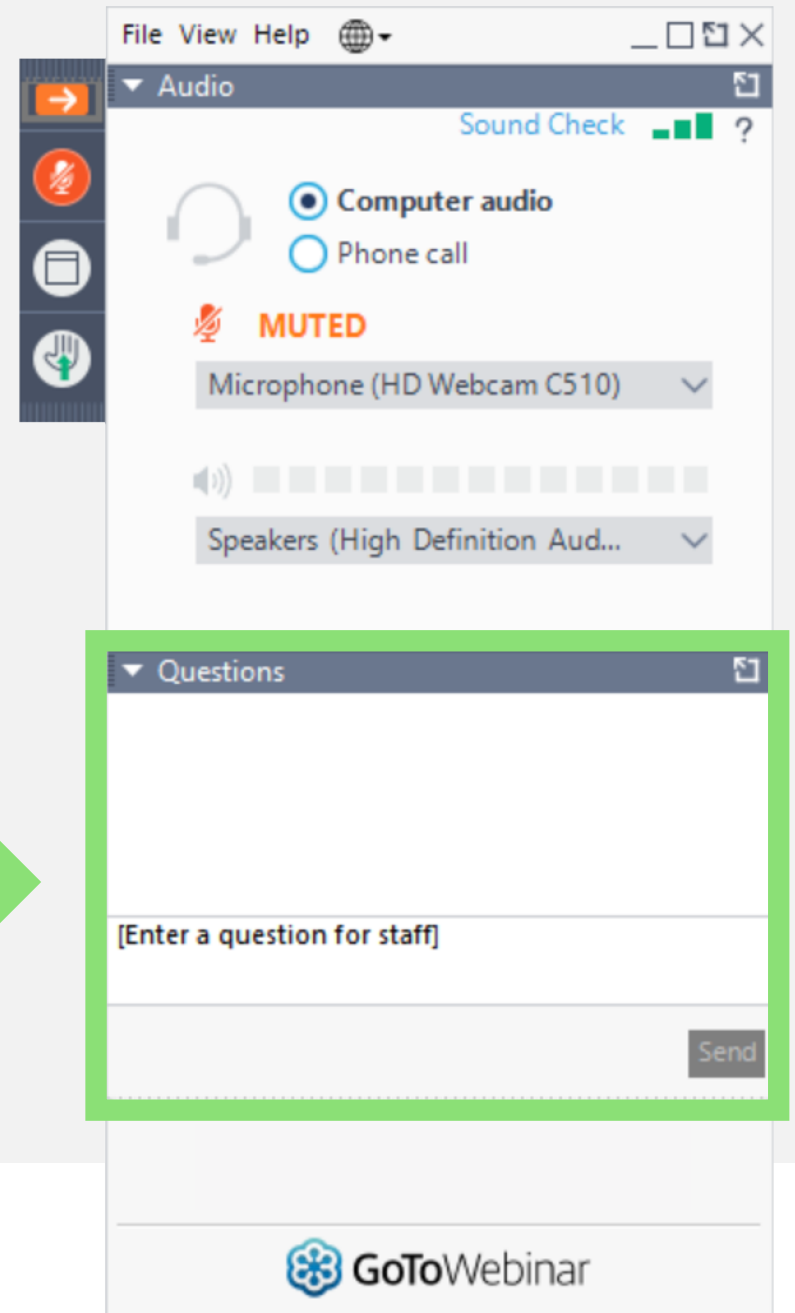 File View Help
Audio
Sound Check ?
Computer audio
Phone call
MUTED
Microphone (HD Webcam C510)
Speakers (High Definition Aud...
Questions
[Enter a question for staff]
Send
GoToWebinar